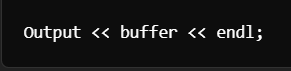 Output << buffer << endl;